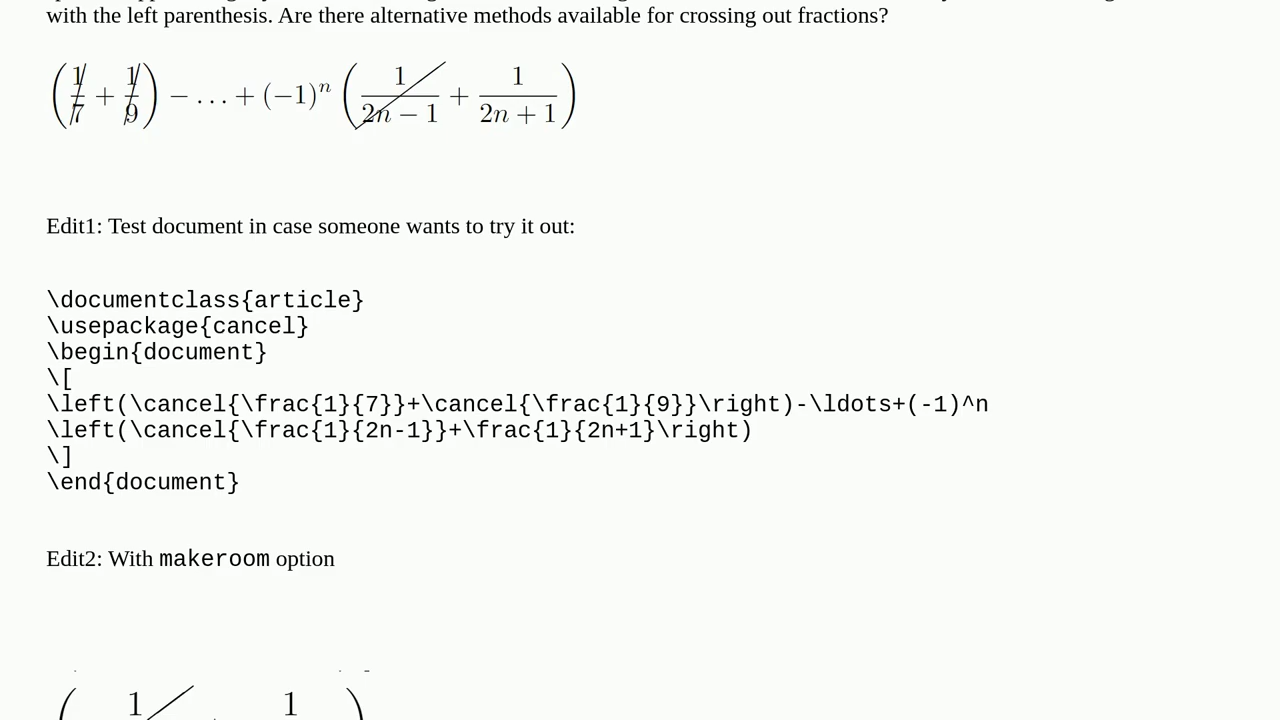 with the left parenthesis. Are there alternative methods available for crossing out fractions?
(1/7 + 1/9) − … + (−1)^n (1/(2n − 1) + 1/(2n + 1))
Edit1: Test document in case someone wants to try it out:
\documentclass{article}
\usepackage{cancel}
\begin{document}
\[
\left(\cancel{\frac{1}{7}}+\cancel{\frac{1}{9}}\right)-\ldots+(-1)^n
\left(\cancel{\frac{1}{2n-1}}+\frac{1}{2n+1}\right)
\]
\end{document}
Edit2: With makeroom option
( 1 1 )